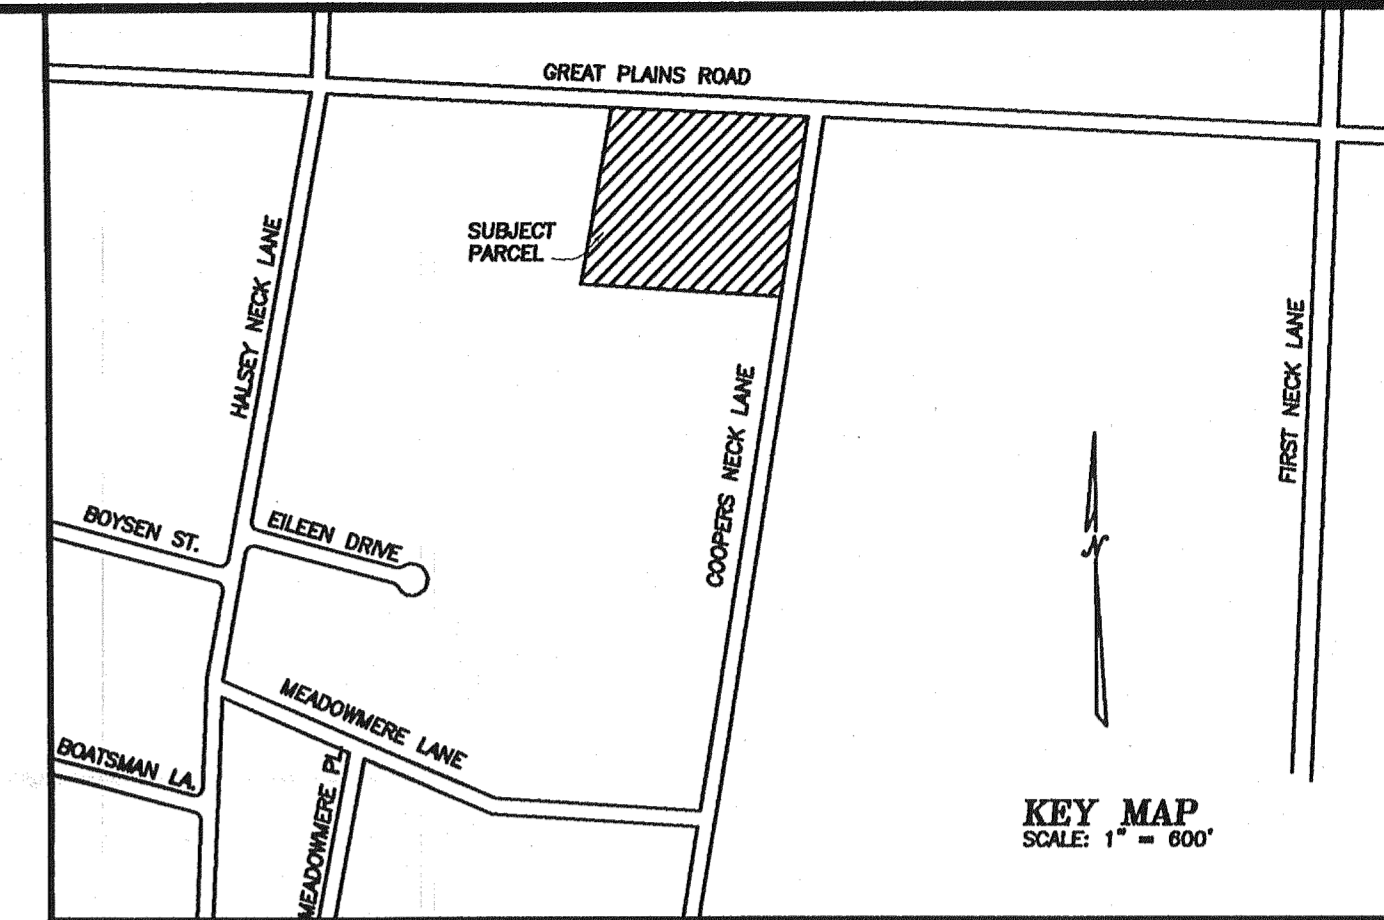 GREAT PLAINS ROAD
SUBJECT
PARCEL
HALSEY NECK LANE
COOPERS NECK LANE
FIRST NECK LANE
BOYSEN ST.
EILEEN DRIVE
N
MEADOWMERE LANE
BOATSMAN LA.
MEADOWMERE PL.
KEY MAP
SCALE: 1" = 600'